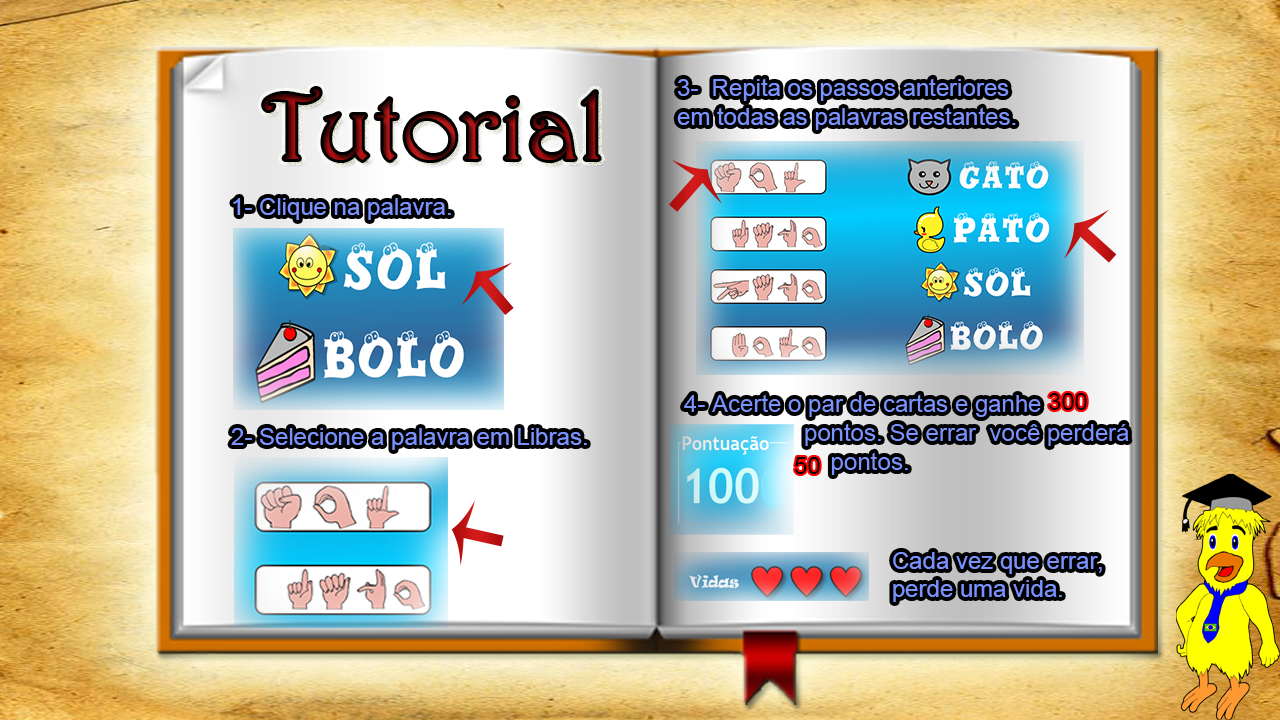 Tutorial
1- Clique na palavra.
SOL
BOLO
2- Selecione a palavra em Libras.
3- Repita os passos anteriores
em todas as palavras restantes.
GATO
PATO
SOL
BOLO
4- Acerte o par de cartas e ganhe 300
pontos. Se errar você perderá
50 pontos.
Pontuação
100
Vidas
Cada vez que errar,
perde uma vida.